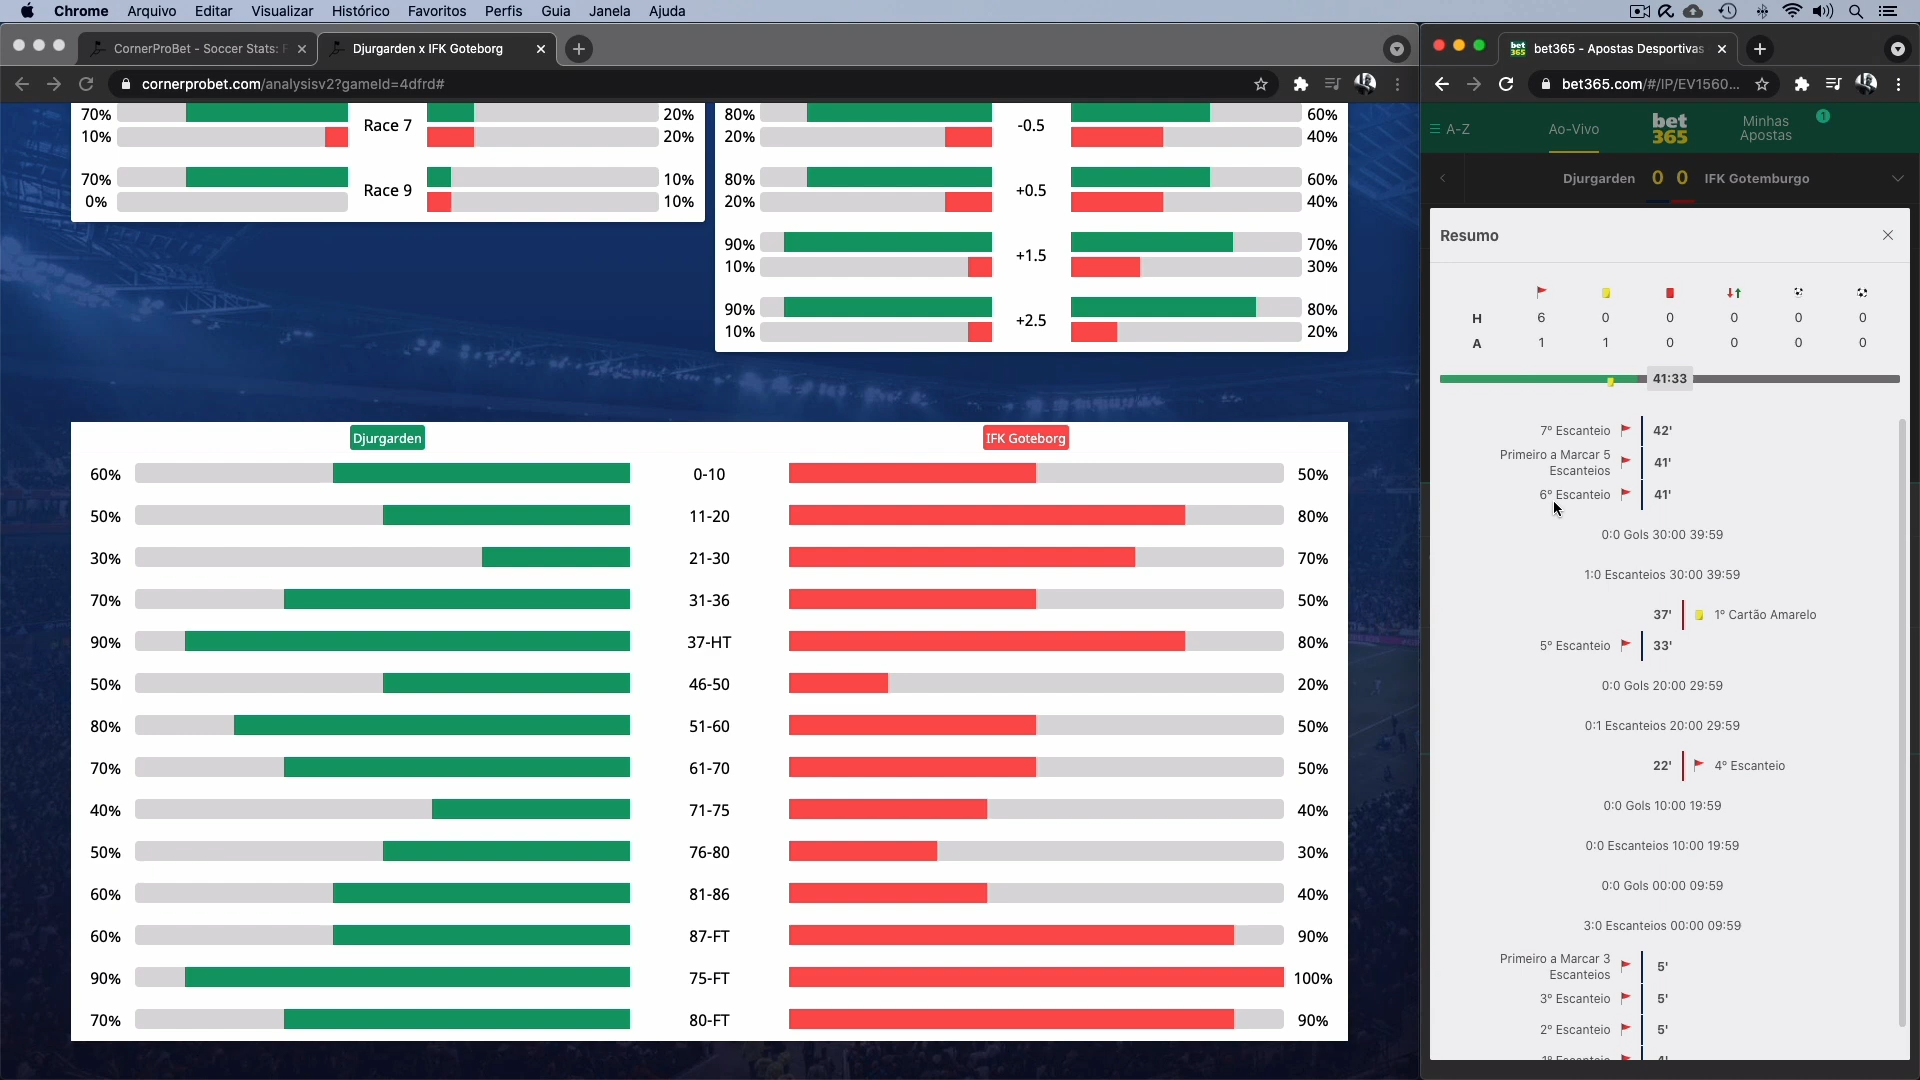 Chrome Arquivo Editar Visualizar Histórico Favoritos Perfis Guia Janela Ajuda
CornerProBet - Soccer Stats: F
Djurgarden x IFK Goteborg
cornerprobet.com/analysisv2?gameId=4dfrd#
70% 20%
Race 7
10% 20%
70% 10%
Race 9
0% 10%
80% 60%
-0.5
20% 40%
80% 60%
+0.5
20% 40%
90% 70%
+1.5
10% 30%
90% 80%
+2.5
10% 20%
Djurgarden IFK Goteborg
60% 0-10 50%
50% 11-20 80%
30% 21-30 70%
70% 31-36 50%
90% 37-HT 80%
50% 46-50 20%
80% 51-60 50%
70% 61-70 50%
40% 71-75 40%
50% 76-80 30%
60% 81-86 40%
60% 87-FT 90%
90% 75-FT 100%
70% 80-FT 90%
bet365 - Apostas Desportivas
bet365.com/#/IP/EV1560...
A-Z Ao-Vivo bet365 Minhas Apostas 1
Djurgarden 0 0 IFK Gotemburgo
Resumo
H 6 0 0 0 0 0
A 1 1 0 0 0 0
41:33
7º Escanteio 42'
Primeiro a Marcar 5
Escanteios 41'
6º Escanteio 41'
0:0 Gols 30:00 39:59
1:0 Escanteios 30:00 39:59
37' 1º Cartão Amarelo
5º Escanteio 33'
0:0 Gols 20:00 29:59
0:1 Escanteios 20:00 29:59
22' 4º Escanteio
0:0 Gols 10:00 19:59
0:0 Escanteios 10:00 19:59
0:0 Gols 00:00 09:59
3:0 Escanteios 00:00 09:59
Primeiro a Marcar 3
Escanteios 5'
3º Escanteio 5'
2º Escanteio 5'
1º Escanteio 4'